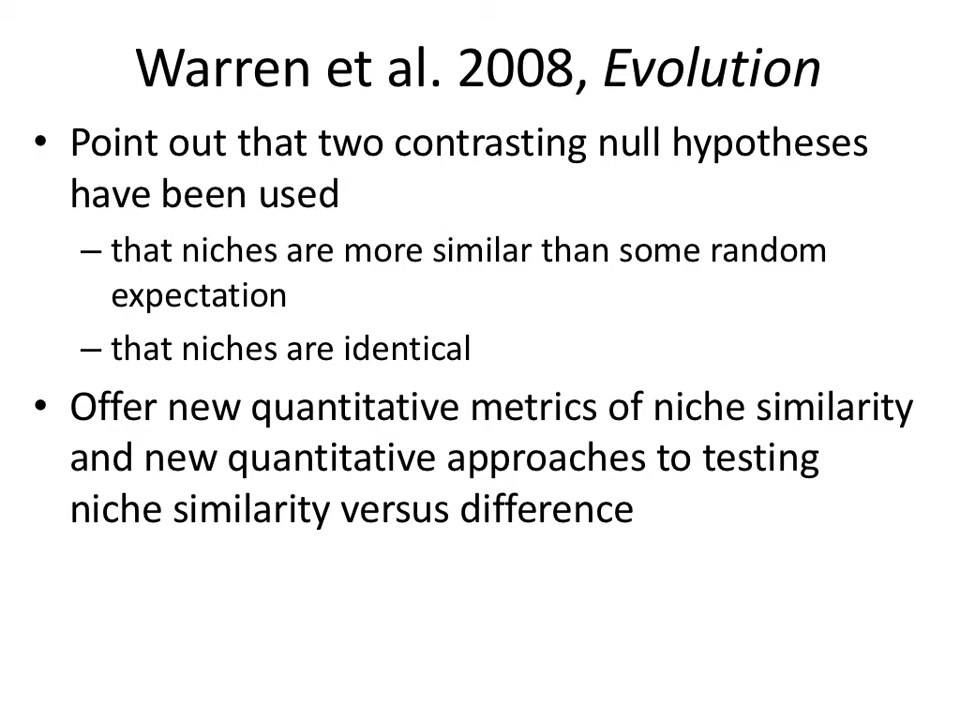 Warren et al. 2008, Evolution
• Point out that two contrasting null hypotheses
have been used
– that niches are more similar than some random
expectation
– that niches are identical
• Offer new quantitative metrics of niche similarity
and new quantitative approaches to testing
niche similarity versus difference